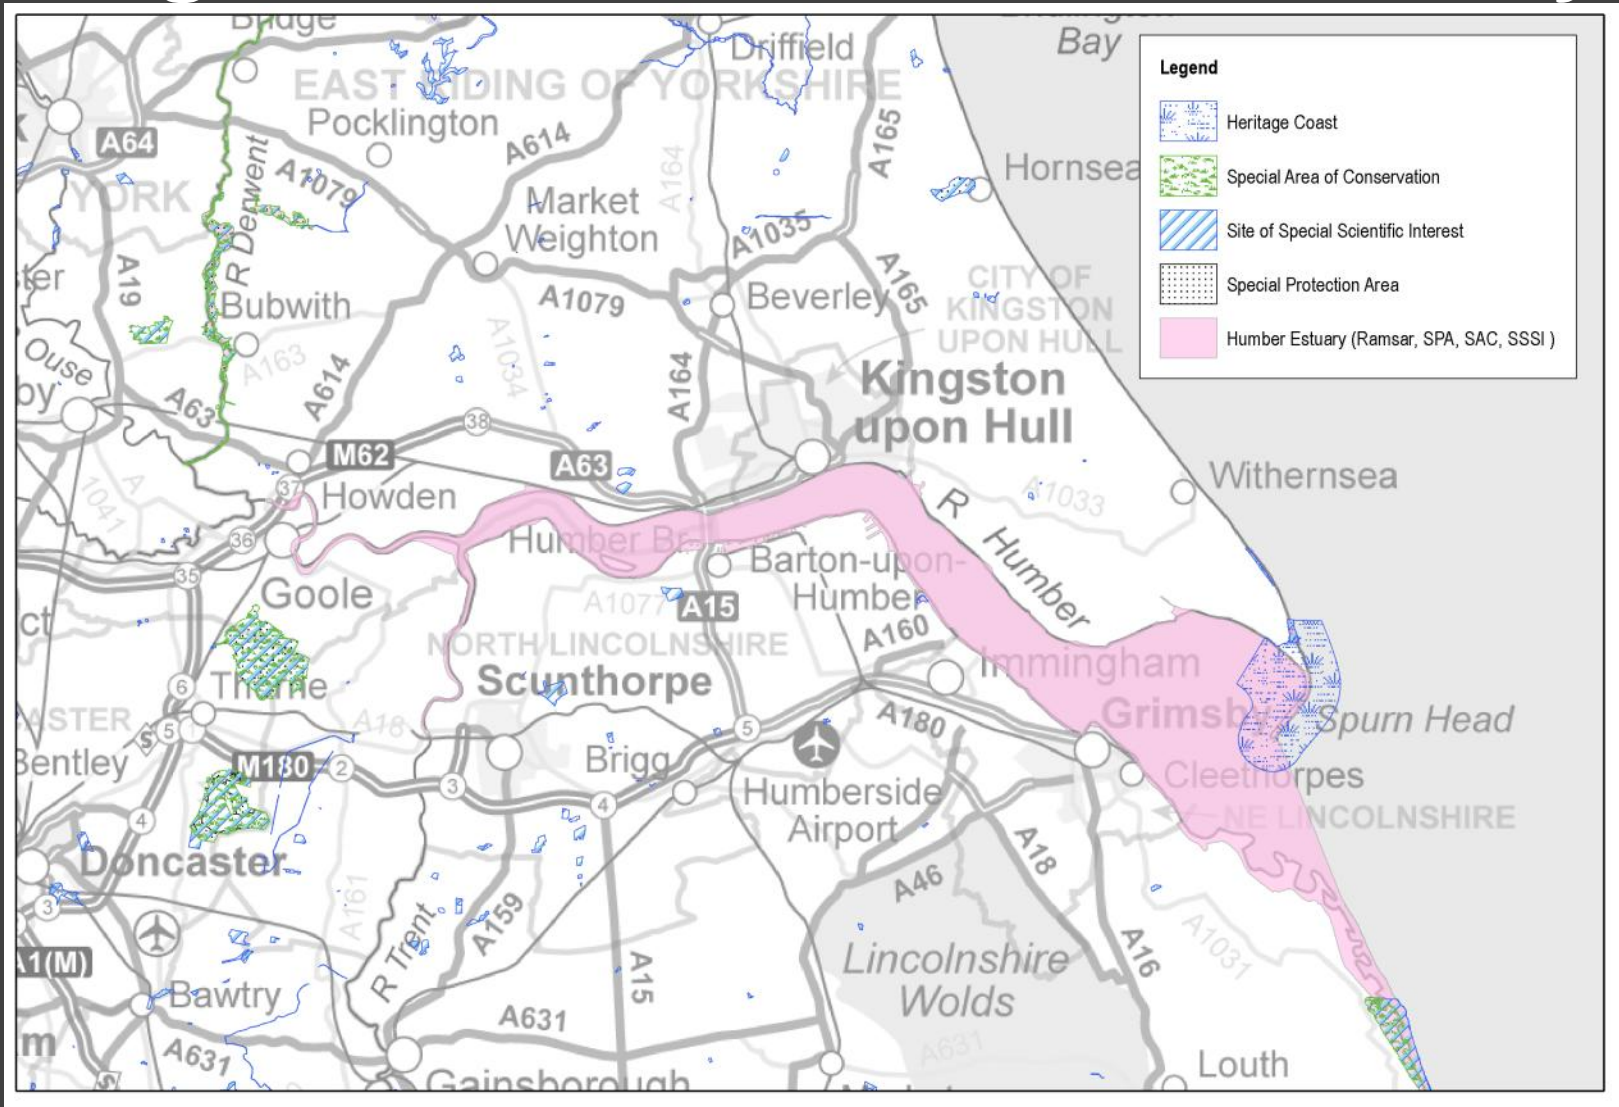 Bridge
Driffield
Bay
EAST RIDING OF YORKSHIRE
Pocklington
A64
A614
A165
A1079
A164
YORK
R Derwent
Hornsea
Market
Weighton
A1035
A19
A165
CITY OF
KINGSTON
UPON HULL
Bubwith
A1079
Beverley
Ouse
A163
A1034
A614
A164
Kingston
upon Hull
A63
38
M62
A63
Withernsea
37
Howden
A1033
R Humber
A
1041
36
Humber Br
35
Goole
Barton-upon-
Humber
A1077
A15
A160
NORTH LINCOLNSHIRE
Scunthorpe
Immingham
6
Thorne
Grimsby
Spurn Head
A18
A180
5
5
S
Bentley
M180
2
Brigg
3
4
Cleethorpes
Humberside
Airport
NE LINCOLNSHIRE
4
Doncaster
A18
A46
3
A161
A159
R Trent
A15
A16
A1031
A1(M)
Lincolnshire
Wolds
Bawtry
A631
A631
A631
Louth
Gainsborough
S
Legend
Heritage Coast
Special Area of Conservation
Site of Special Scientific Interest
Special Protection Area
Humber Estuary (Ramsar, SPA, SAC, SSSI )